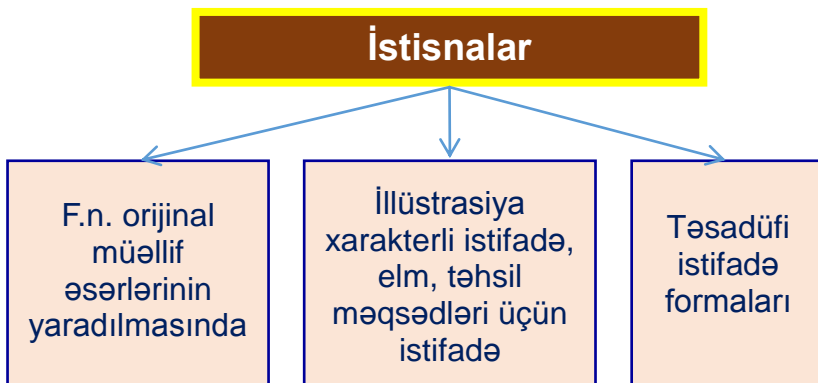 İstisnalar
F.n. orijinal
müəllif
əsərlərinin
yaradılmasında
İllüstrasiya
xarakterli istifadə,
elm, təhsil
məqsədləri üçün
istifadə
Təsadüfi
istifadə
formaları